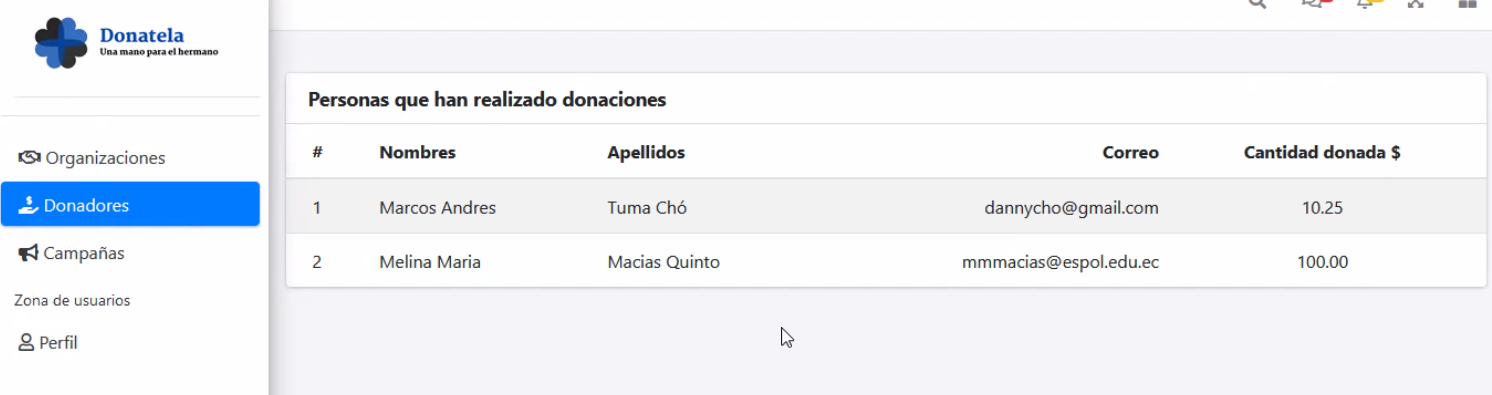 Donatela
Una mano para el hermano
Organizaciones
Donadores
Campañas
Zona de usuarios
Perfil
Personas que han realizado donaciones
# Nombres Apellidos Correo Cantidad donada $
1 Marcos Andres Tuma Chó dannycho@gmail.com 10.25
2 Melina Maria Macias Quinto mmmacias@espol.edu.ec 100.00